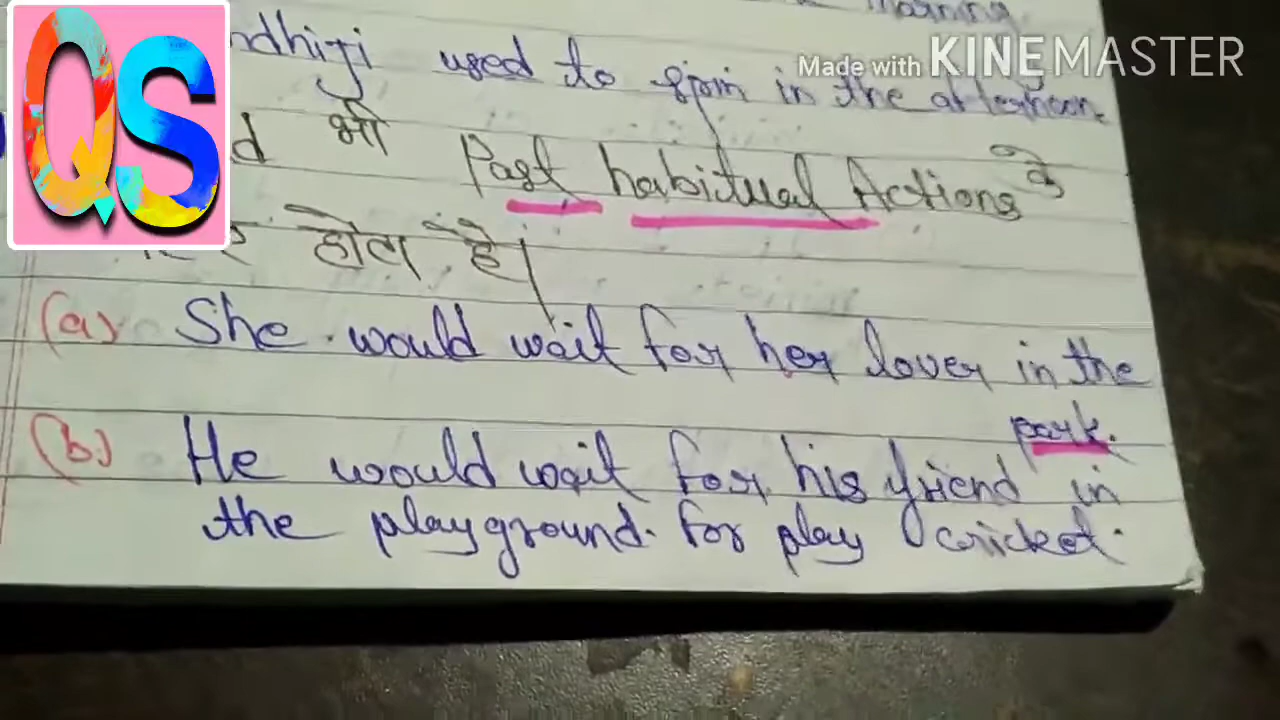 morning.
QS
Made with KINEMASTER
ndhiji used to spin in the afternoon.
d भी Past habitual Actions के
लिए होता है।
(a) She would wait for her lover in the
park.
(b) He would wait for his friend in
the playground. for play cricket.